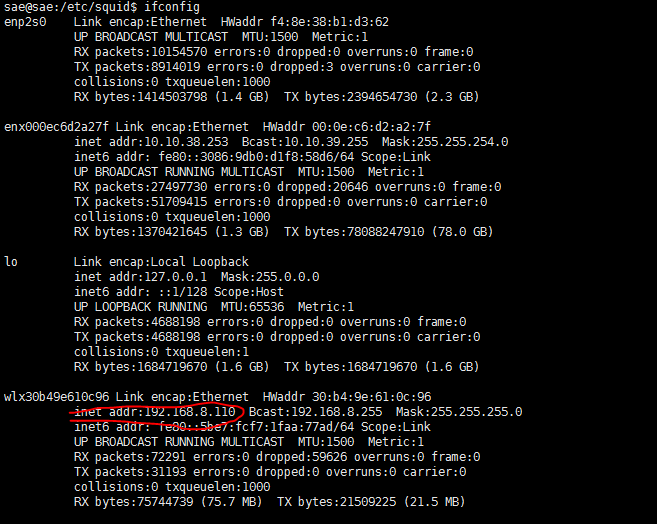 sae@sae:/etc/squid$ ifconfig
enp2s0 Link encap:Ethernet HWaddr f4:8e:38:b1:d3:62
UP BROADCAST MULTICAST MTU:1500 Metric:1
RX packets:10154570 errors:0 dropped:0 overruns:0 frame:0
TX packets:8914019 errors:0 dropped:3 overruns:0 carrier:0
collisions:0 txqueuelen:1000
RX bytes:1414503798 (1.4 GB) TX bytes:2394654730 (2.3 GB)
enx000ec6d2a27f Link encap:Ethernet HWaddr 00:0e:c6:d2:a2:7f
inet addr:10.10.38.253 Bcast:10.10.39.255 Mask:255.255.254.0
inet6 addr: fe80::3086:9db0:d1f8:58d6/64 Scope:Link
UP BROADCAST RUNNING MULTICAST MTU:1500 Metric:1
RX packets:27497730 errors:0 dropped:20646 overruns:0 frame:0
TX packets:51709415 errors:0 dropped:0 overruns:0 carrier:0
collisions:0 txqueuelen:1000
RX bytes:1370421645 (1.3 GB) TX bytes:78088247910 (78.0 GB)
lo Link encap:Local Loopback
inet addr:127.0.0.1 Mask:255.0.0.0
inet6 addr: ::1/128 Scope:Host
UP LOOPBACK RUNNING MTU:65536 Metric:1
RX packets:4688198 errors:0 dropped:0 overruns:0 frame:0
TX packets:4688198 errors:0 dropped:0 overruns:0 carrier:0
collisions:0 txqueuelen:1
RX bytes:1684719670 (1.6 GB) TX bytes:1684719670 (1.6 GB)
wlx30b49e610c96 Link encap:Ethernet HWaddr 30:b4:9e:61:0c:96
inet addr:192.168.8.110 Bcast:192.168.8.255 Mask:255.255.255.0
inet6 addr: fe80::5be7:fcf7:1faa:77ad/64 Scope:Link
UP BROADCAST RUNNING MULTICAST MTU:1500 Metric:1
RX packets:72291 errors:0 dropped:59626 overruns:0 frame:0
TX packets:31193 errors:0 dropped:0 overruns:0 carrier:0
collisions:0 txqueuelen:1000
RX bytes:75744739 (75.7 MB) TX bytes:21509225 (21.5 MB)